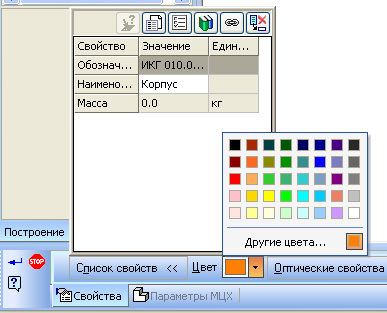 Свойство Значение Един...
Обознач... ИКГ 010.0...
Наимено... Корпус
Масса 0.0 кг
Другие цвета...
Построение
STOP
Список свойств << Цвет Оптические свойства
Свойства Параметры МЦХ